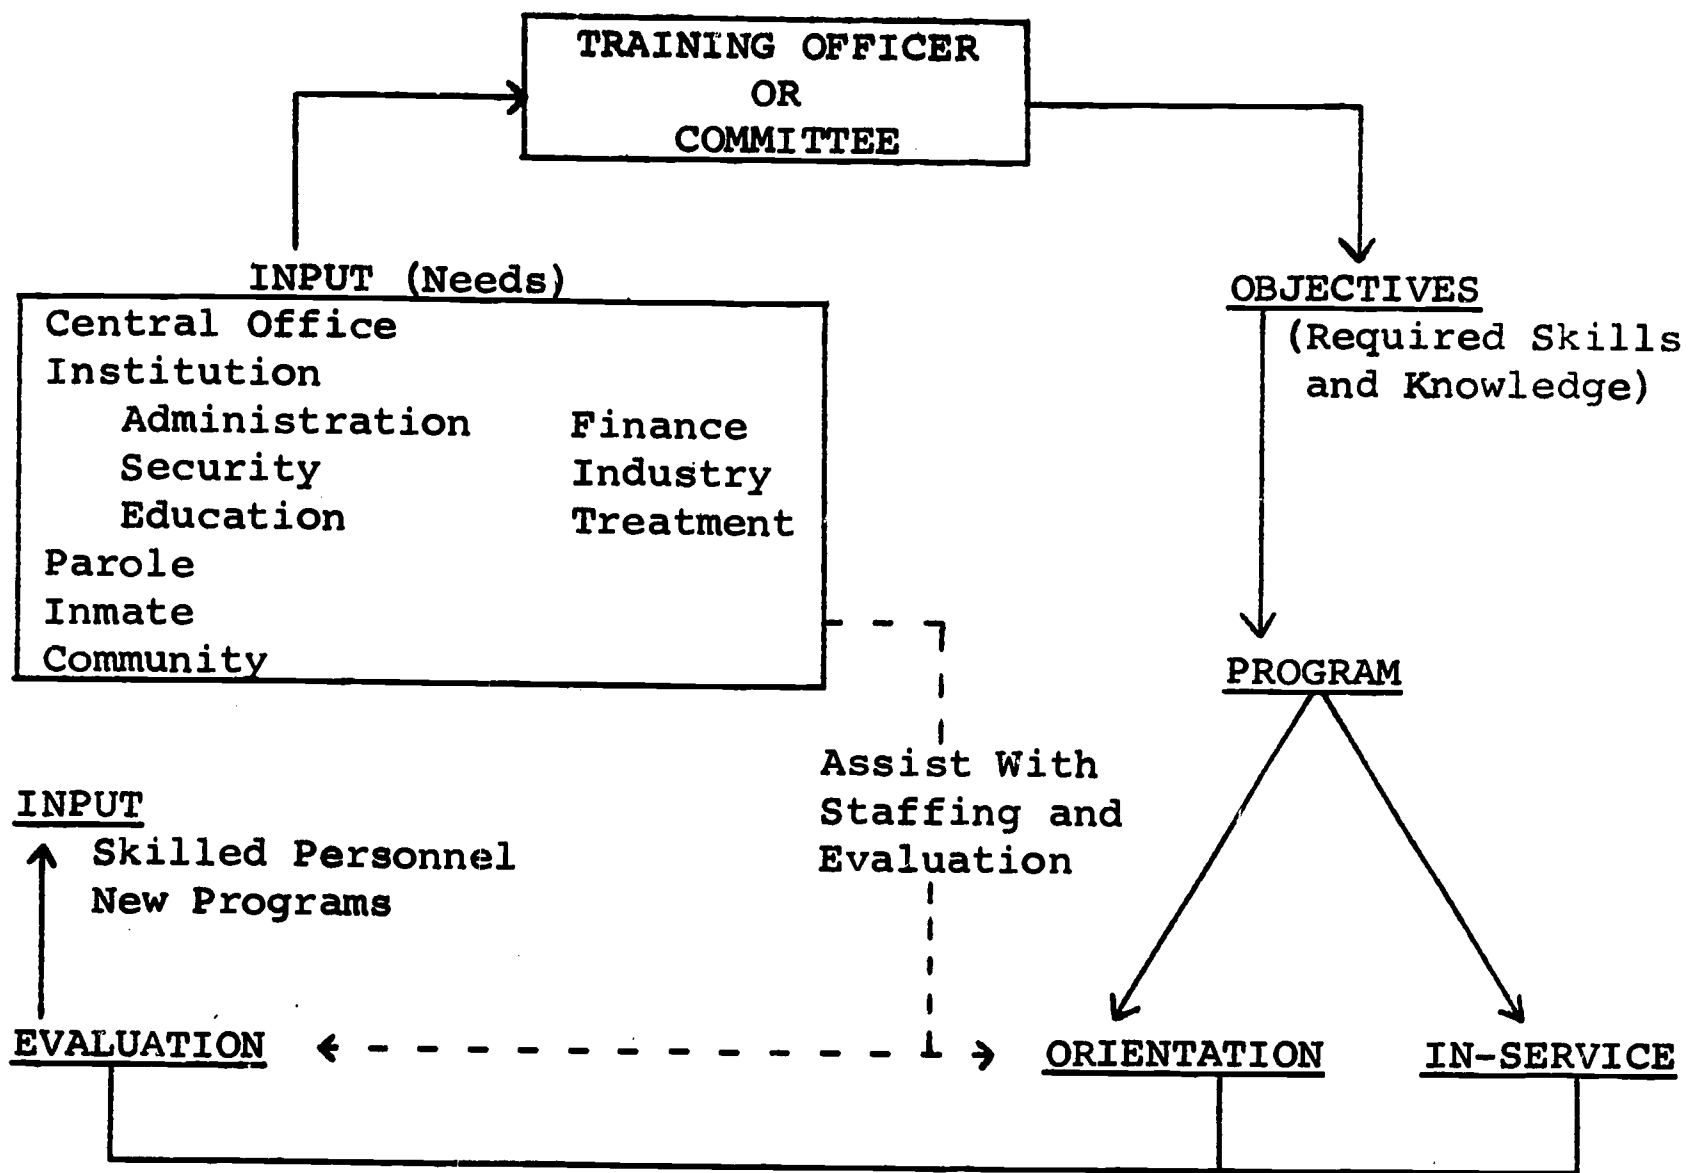 TRAINING OFFICER
OR
COMMITTEE
INPUT (Needs)
Central Office
Institution
Administration Finance
Security Industry
Education Treatment
Parole
Inmate
Community
OBJECTIVES
(Required Skills
and Knowledge)
PROGRAM
Assist With
Staffing and
Evaluation
INPUT
Skilled Personnel
New Programs
EVALUATION
ORIENTATION
IN-SERVICE